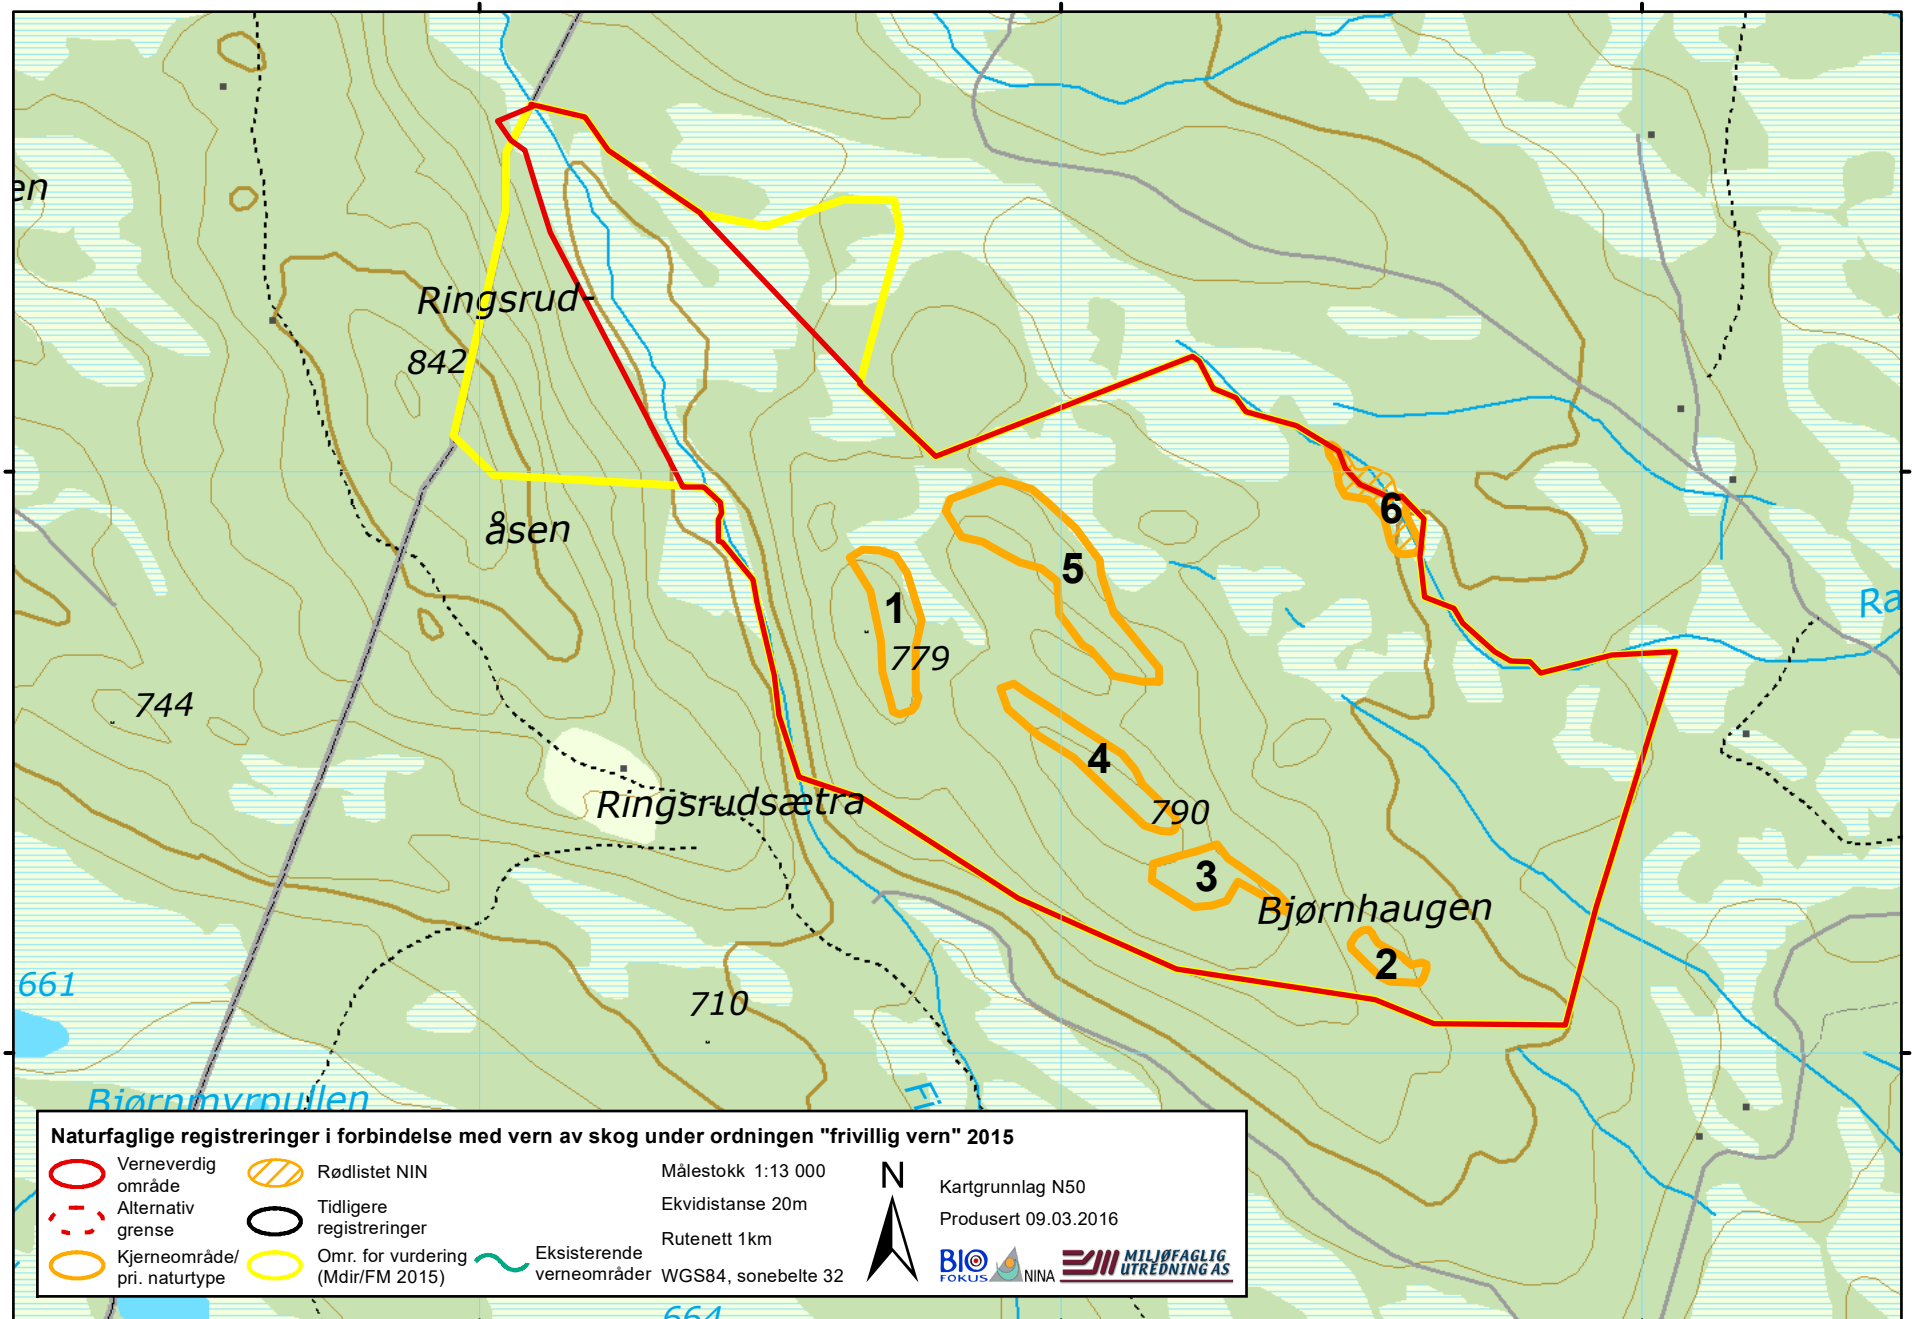 en
Ringsrud-
842
åsen
6
5
1
Ra
779
744
4
790
Ringsrudsætra
3
Bjørnhaugen
2
661
710
Bjørnmyrpullen
Fi
Naturfaglige registreringer i forbindelse med vern av skog under ordningen "frivillig vern" 2015
Verneverdig
område
Alternativ
grense
Kjerneområde/
pri. naturtype
Rødlistet NIN
Tidligere
registreringer
Omr. for vurdering
(Mdir/FM 2015)
Eksisterende
verneområder
Målestokk 1:13 000
Ekvidistanse 20m
Rutenett 1km
WGS84, sonebelte 32
N
Kartgrunnlag N50
Produsert 09.03.2016
BIO
FOKUS
NINA
MILJØFAGLIG
UTREDNING AS
664